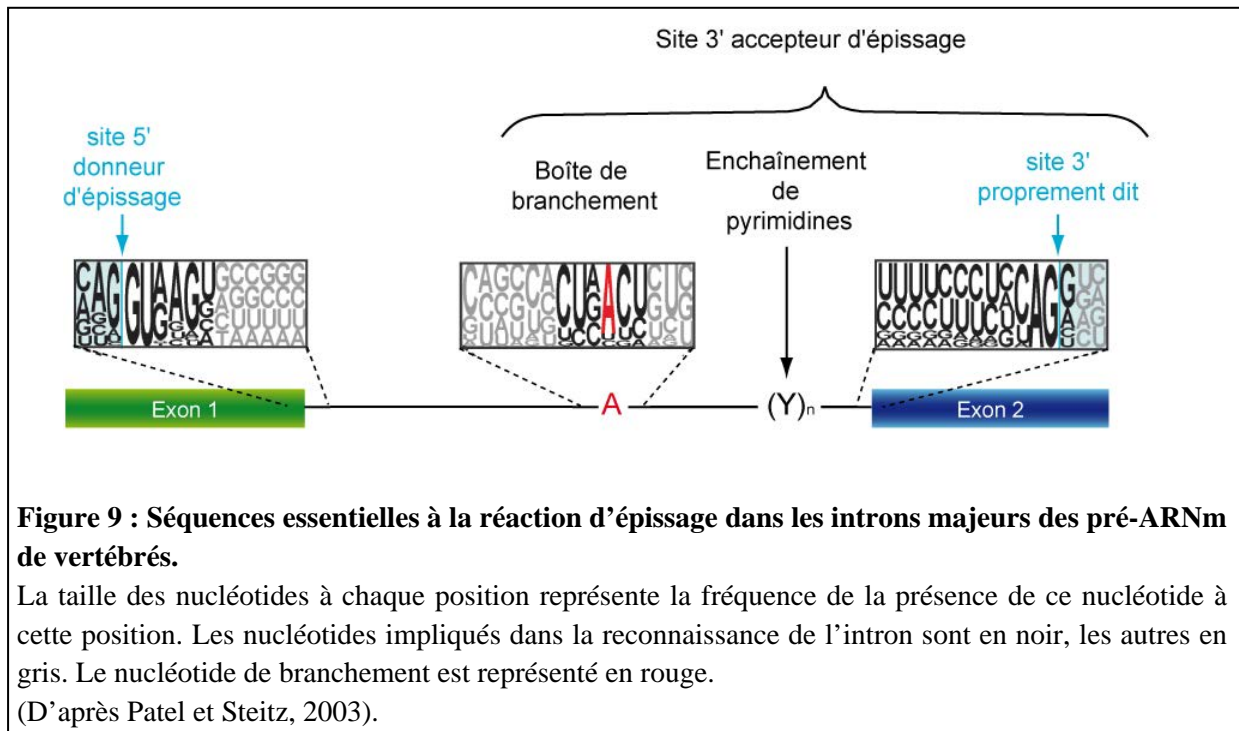 Site 3' accepteur d'épissage
site 5'
donneur
d'épissage
Boîte de
branchement
Enchaînement
de
pyrimidines
site 3'
proprement dit
Exon 1
A
(Y)n
Exon 2
Figure 9 : Séquences essentielles à la réaction d’épissage dans les introns majeurs des pré-ARNm
de vertébrés.
La taille des nucléotides à chaque position représente la fréquence de la présence de ce nucléotide à
cette position. Les nucléotides impliqués dans la reconnaissance de l’intron sont en noir, les autres en
gris. Le nucléotide de branchement est représenté en rouge.
(D’après Patel et Steitz, 2003).